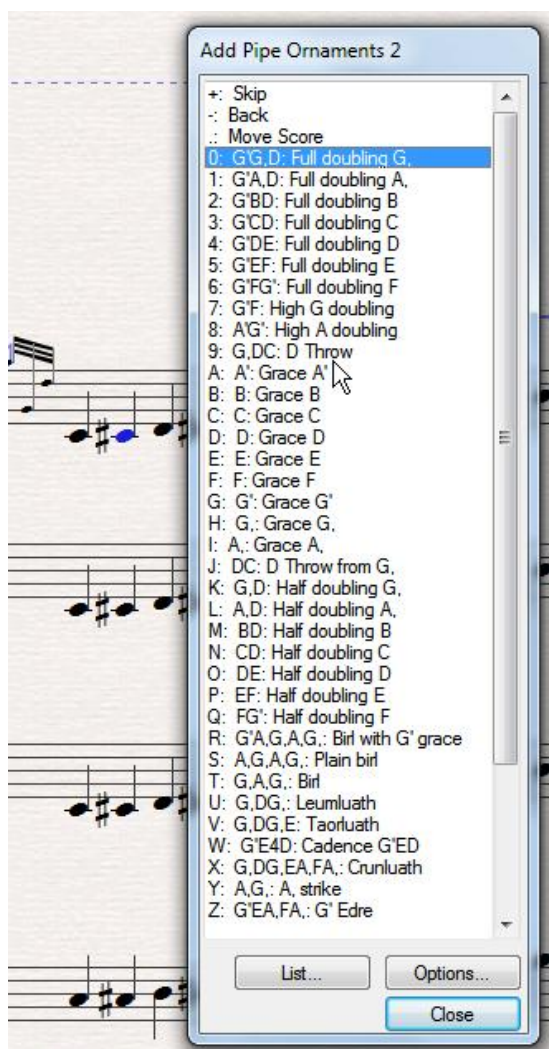 Add Pipe Ornaments 2
+: Skip
-: Back
.: Move Score
0: G'G,D: Full doubling G,
1: G'A,D: Full doubling A,
2: G'BD: Full doubling B
3: G'CD: Full doubling C
4: G'DE: Full doubling D
5: G'EF: Full doubling E
6: G'FG': Full doubling F
7: G'F: High G doubling
8: A'G': High A doubling
9: G,DC: D Throw
A: A': Grace A'
B: B: Grace B
C: C: Grace C
D: D: Grace D
E: E: Grace E
F: F: Grace F
G: G': Grace G'
H: G,: Grace G,
I: A,: Grace A,
J: DC: D Throw from G,
K: G,D: Half doubling G,
L: A,D: Half doubling A,
M: BD: Half doubling B
N: CD: Half doubling C
O: DE: Half doubling D
P: EF: Half doubling E
Q: FG': Half doubling F
R: G'A,G,A,G,: Birl with G' grace
S: A,G,A,G,: Plain birl
T: G,A,G,: Birl
U: G,DG,: Leumluath
V: G,DG,E: Taorluath
W: G'E4D: Cadence G'ED
X: G,DG,EA,FA,: Crunluath
Y: A,G,: A, strike
Z: G'EA,FA,: G' Edre
List...
Options...
Close